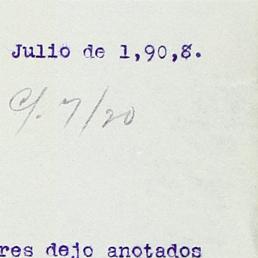 Julio de 1,90,8.
C/. 7/20
res dejo anotados